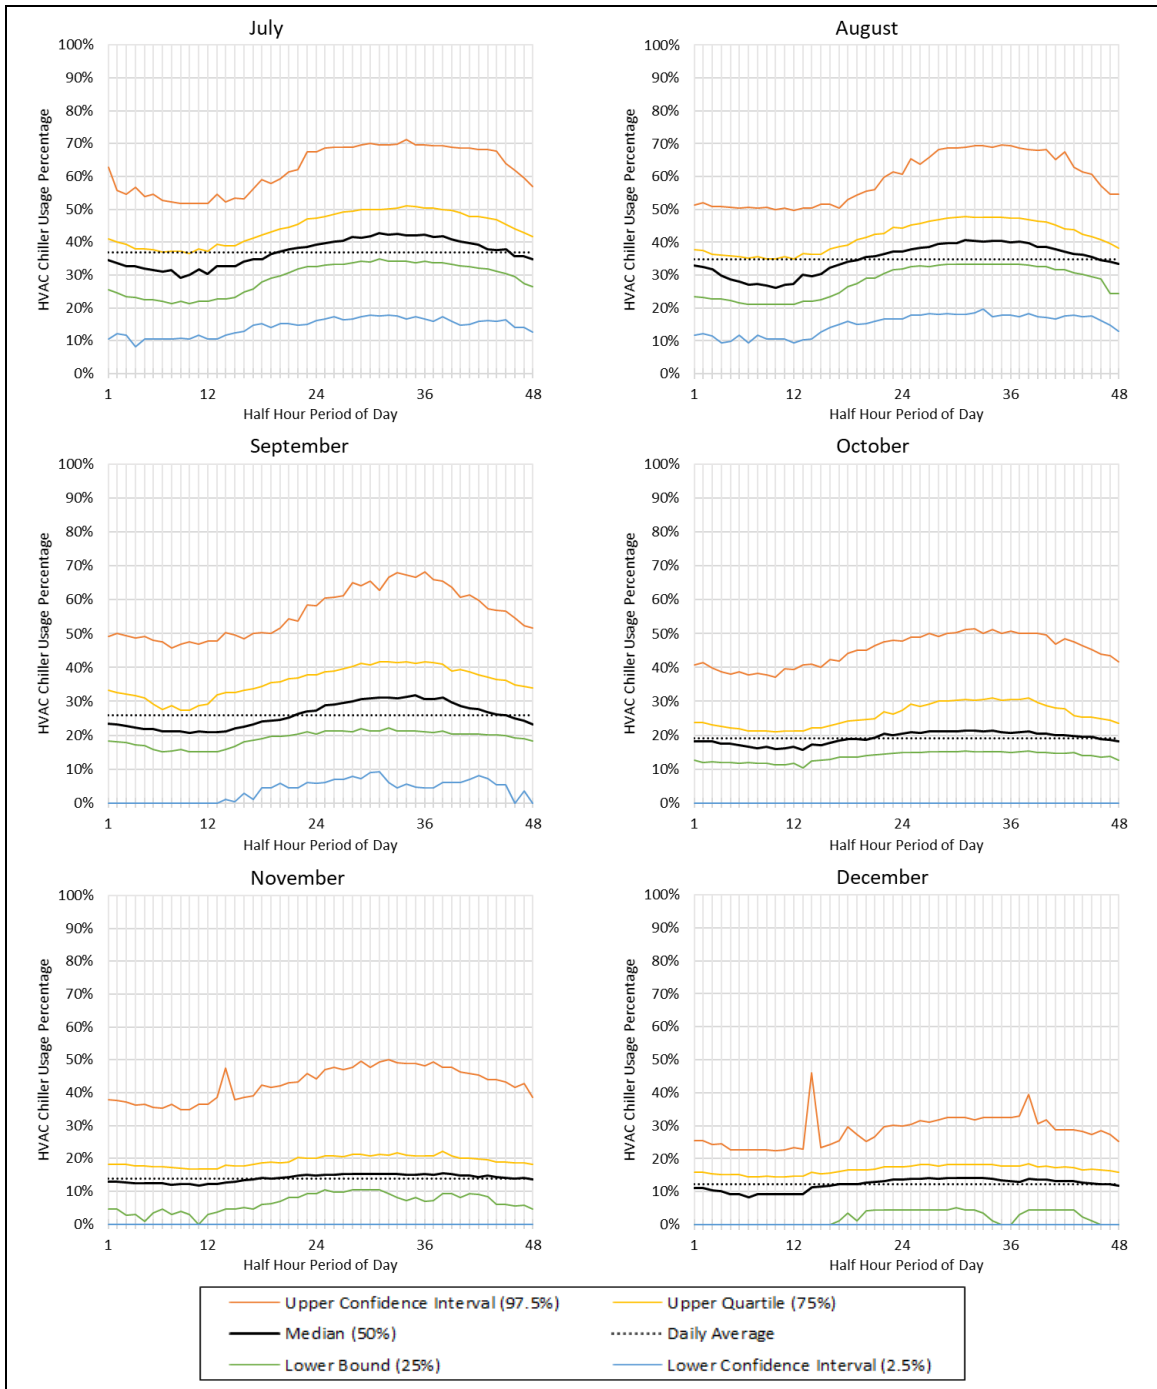 July
100%
90%
80%
70%
60%
50%
40%
30%
20%
10%
0%
HVAC Chiller Usage Percentage
1 12 24 36 48
Half Hour Period of Day
August
100%
90%
80%
70%
60%
50%
40%
30%
20%
10%
0%
HVAC Chiller Usage Percentage
1 12 24 36 48
Half Hour Period of Day
September
100%
90%
80%
70%
60%
50%
40%
30%
20%
10%
0%
HVAC Chiller Usage Percentage
1 12 24 36 48
Half Hour Period of Day
October
100%
90%
80%
70%
60%
50%
40%
30%
20%
10%
0%
HVAC Chiller Usage Percentage
1 12 24 36 48
Half Hour Period of Day
November
100%
90%
80%
70%
60%
50%
40%
30%
20%
10%
0%
HVAC Chiller Usage Percentage
1 12 24 36 48
Half Hour Period of Day
December
100%
90%
80%
70%
60%
50%
40%
30%
20%
10%
0%
HVAC Chiller Usage Percentage
1 12 24 36 48
Half Hour Period of Day
Upper Confidence Interval (97.5%) Upper Quartile (75%)
Median (50%) Daily Average
Lower Bound (25%) Lower Confidence Interval (2.5%)